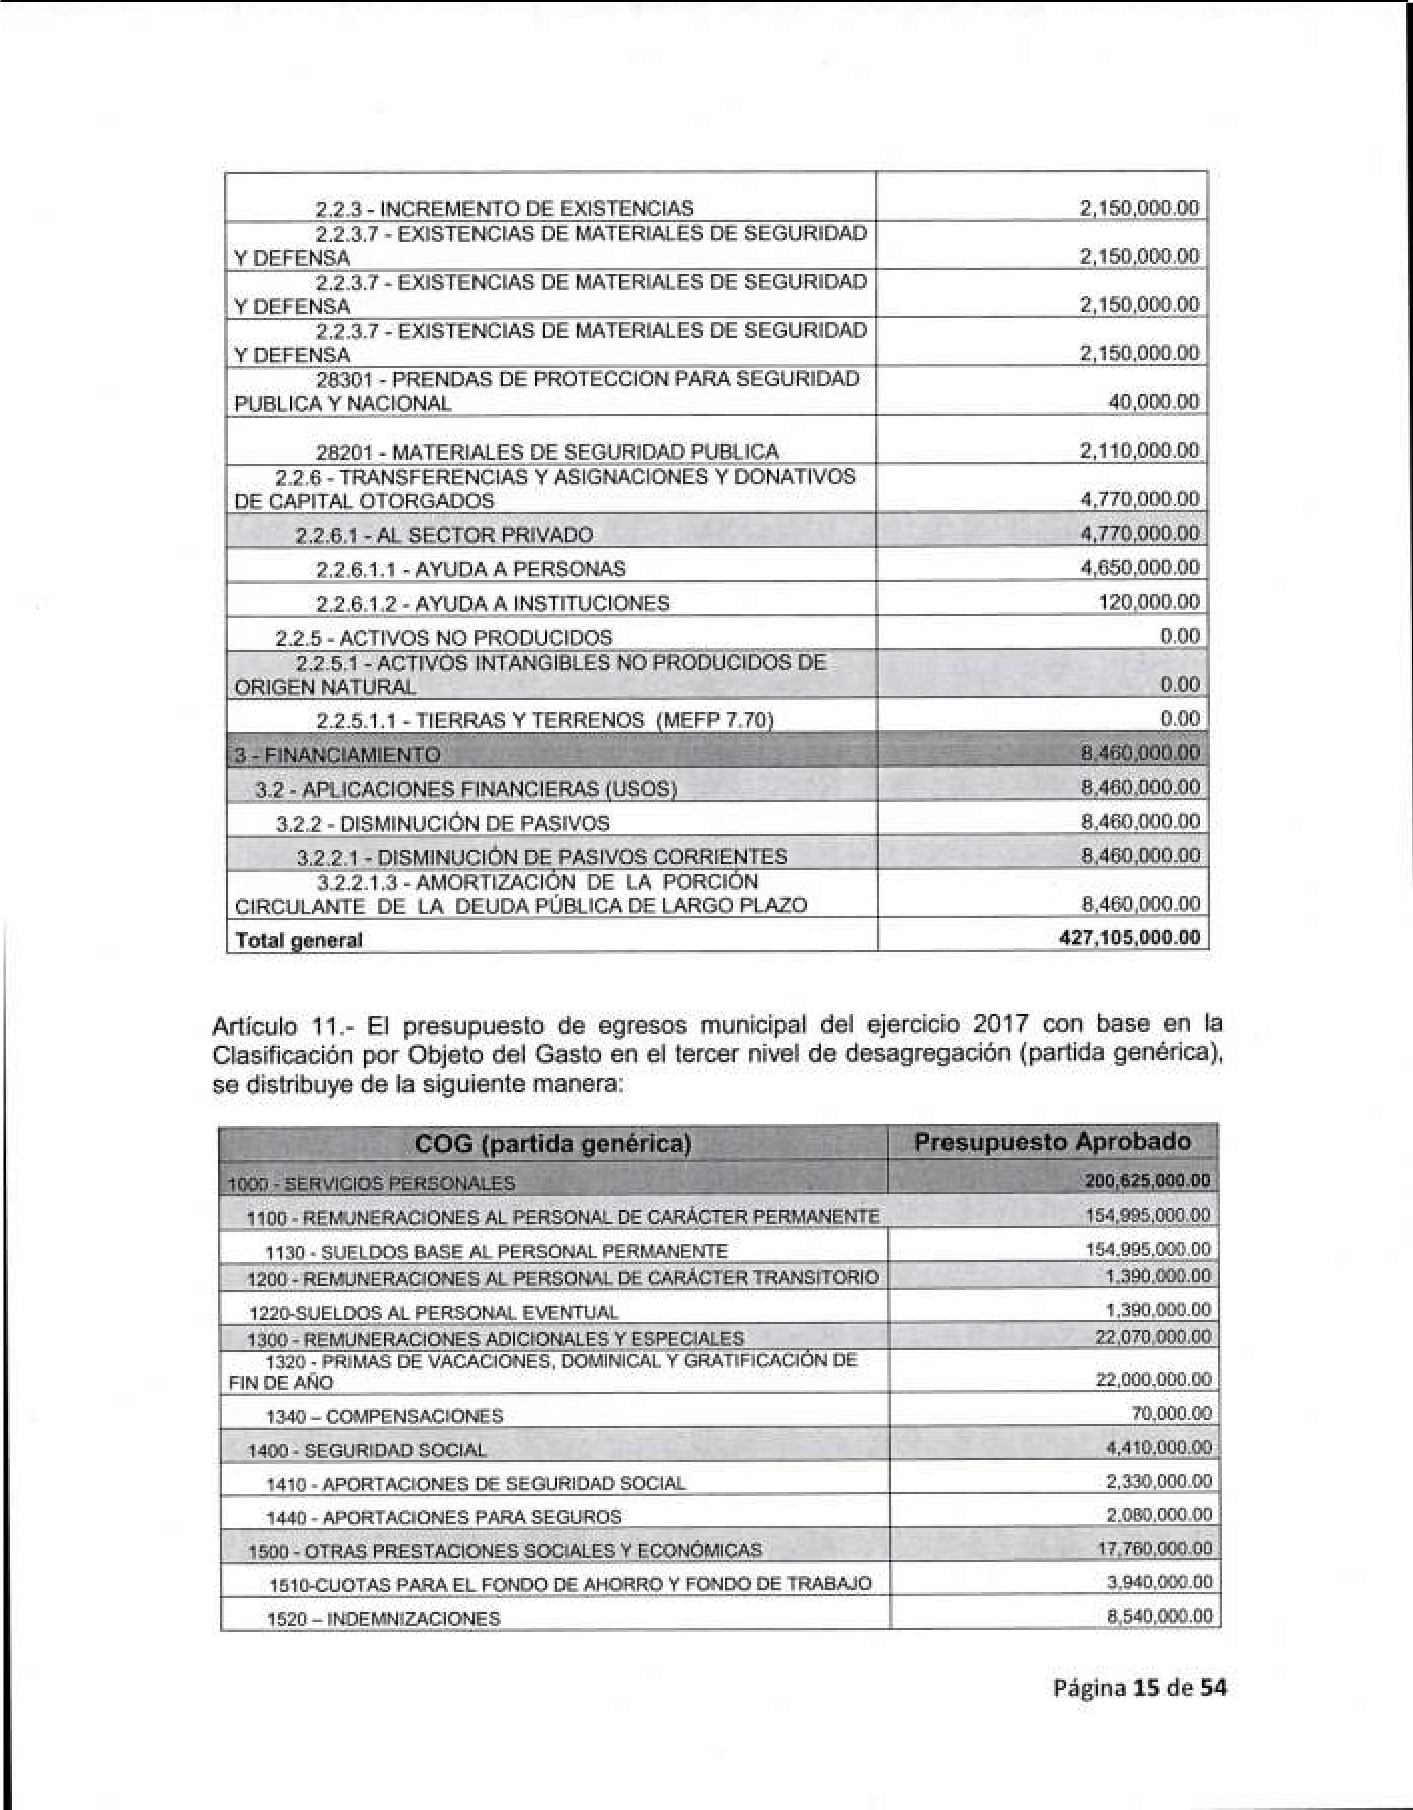 2.2.3 - INCREMENTO DE EXISTENCIAS 2,150,000.00
2.2.3.7 - EXISTENCIAS DE MATERIALES DE SEGURIDAD
Y DEFENSA 2,150,000.00
2.2.3.7 - EXISTENCIAS DE MATERIALES DE SEGURIDAD
Y DEFENSA 2,150,000.00
2.2.3.7 - EXISTENCIAS DE MATERIALES DE SEGURIDAD
Y DEFENSA 2,150,000.00
28301 - PRENDAS DE PROTECCION PARA SEGURIDAD
PUBLICA Y NACIONAL 40,000.00
28201 - MATERIALES DE SEGURIDAD PUBLICA 2,110,000.00
2.2.6 - TRANSFERENCIAS Y ASIGNACIONES Y DONATIVOS
DE CAPITAL OTORGADOS 4,770,000.00
2.2.6.1 - AL SECTOR PRIVADO 4,770,000.00
2.2.6.1.1 - AYUDA A PERSONAS 4,650,000.00
2.2.6.1.2 - AYUDA A INSTITUCIONES 120,000.00
2.2.5 - ACTIVOS NO PRODUCIDOS 0.00
2.2.5.1 - ACTIVOS INTANGIBLES NO PRODUCIDOS DE
ORIGEN NATURAL 0.00
2.2.5.1.1 - TIERRAS Y TERRENOS (MEFP 7.70) 0.00
3 - FINANCIAMIENTO 8,460,000.00
3.2 - APLICACIONES FINANCIERAS (USOS) 8,460,000.00
3.2.2 - DISMINUCIÓN DE PASIVOS 8,460,000.00
3.2.2.1 - DISMINUCIÓN DE PASIVOS CORRIENTES 8,460,000.00
3.2.2.1.3 - AMORTIZACIÓN DE LA PORCIÓN
CIRCULANTE DE LA DEUDA PÚBLICA DE LARGO PLAZO 8,460,000.00
Total general 427,105,000.00
Artículo 11.- El presupuesto de egresos municipal del ejercicio 2017 con base en la
Clasificación por Objeto del Gasto en el tercer nivel de desagregación (partida genérica),
se distribuye de la siguiente manera:
COG (partida genérica) Presupuesto Aprobado
1000 - SERVICIOS PERSONALES 200,625,000.00
1100 - REMUNERACIONES AL PERSONAL DE CARÁCTER PERMANENTE 154,995,000.00
1130 - SUELDOS BASE AL PERSONAL PERMANENTE 154,995,000.00
1200 - REMUNERACIONES AL PERSONAL DE CARÁCTER TRANSITORIO 1,390,000.00
1220-SUELDOS AL PERSONAL EVENTUAL 1,390,000.00
1300 - REMUNERACIONES ADICIONALES Y ESPECIALES 22,070,000.00
1320 - PRIMAS DE VACACIONES, DOMINICAL Y GRATIFICACIÓN DE
FIN DE AÑO 22,000,000.00
1340 – COMPENSACIONES 70,000.00
1400 - SEGURIDAD SOCIAL 4,410,000.00
1410 - APORTACIONES DE SEGURIDAD SOCIAL 2,330,000.00
1440 - APORTACIONES PARA SEGUROS 2,080,000.00
1500 - OTRAS PRESTACIONES SOCIALES Y ECONÓMICAS 17,760,000.00
1510-CUOTAS PARA EL FONDO DE AHORRO Y FONDO DE TRABAJO 3,940,000.00
1520 – INDEMNIZACIONES 8,540,000.00
Página 15 de 54